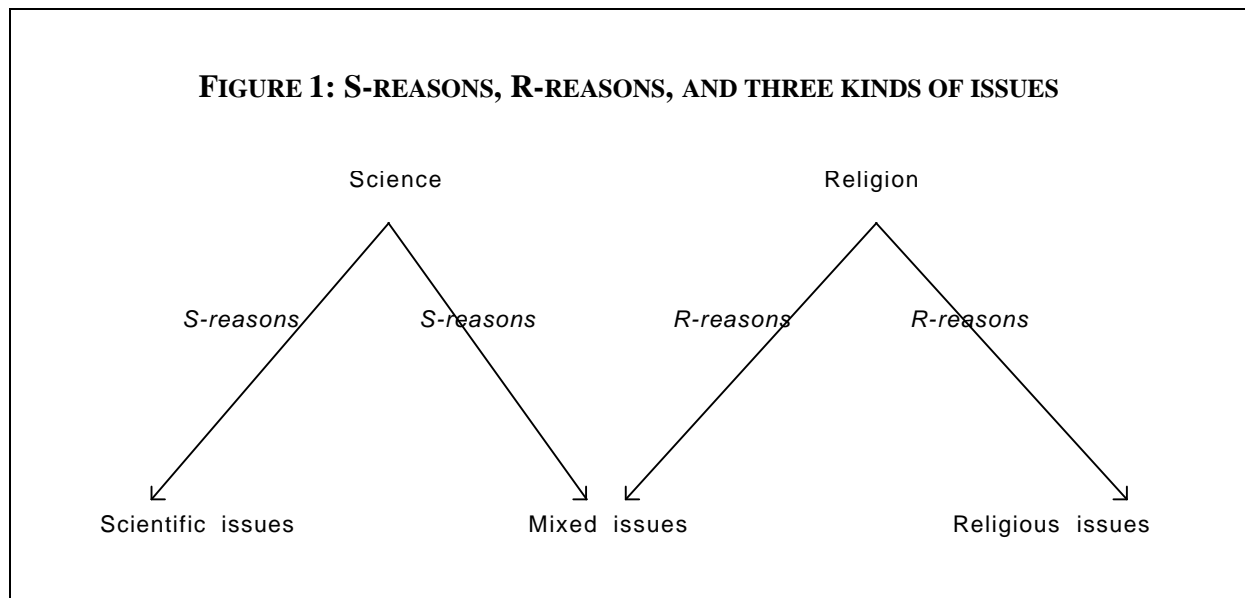 FIGURE 1: S-REASONS, R-REASONS, AND THREE KINDS OF ISSUES
Science Religion
S-reasons S-reasons R-reasons R-reasons
Scientific issues Mixed issues Religious issues